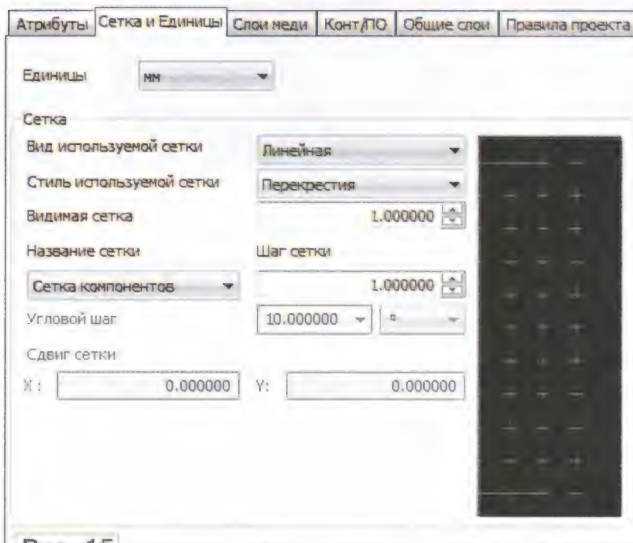 Атрибуты Сетка и Единицы Слои меди Конт/ПО Общие слои Правила проекта
Единицы мм
Сетка
Вид используемой сетки Линейная
Стиль используемой сетки Перекрестия
Видимая сетка 1.000000
Название сетки Шаг сетки
Сетка компонентов 1.000000
Угловой шаг 10.000000 °
Сдвиг сетки
X : 0.000000 Y: 0.000000